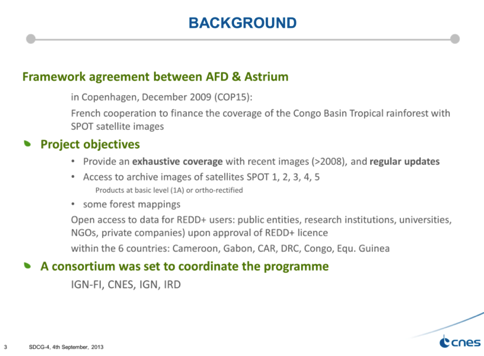 BACKGROUND
Framework agreement between AFD & Astrium
in Copenhagen, December 2009 (COP15):
French cooperation to finance the coverage of the Congo Basin Tropical rainforest with
SPOT satellite images
Project objectives
• Provide an exhaustive coverage with recent images (>2008), and regular updates
• Access to archive images of satellites SPOT 1, 2, 3, 4, 5
Products at basic level (1A) or ortho-rectified
• some forest mappings
Open access to data for REDD+ users: public entities, research institutions, universities,
NGOs, private companies) upon approval of REDD+ licence
within the 6 countries: Cameroon, Gabon, CAR, DRC, Congo, Equ. Guinea
A consortium was set to coordinate the programme
IGN-FI, CNES, IGN, IRD
3 SDCG-4, 4th September, 2013
cnes